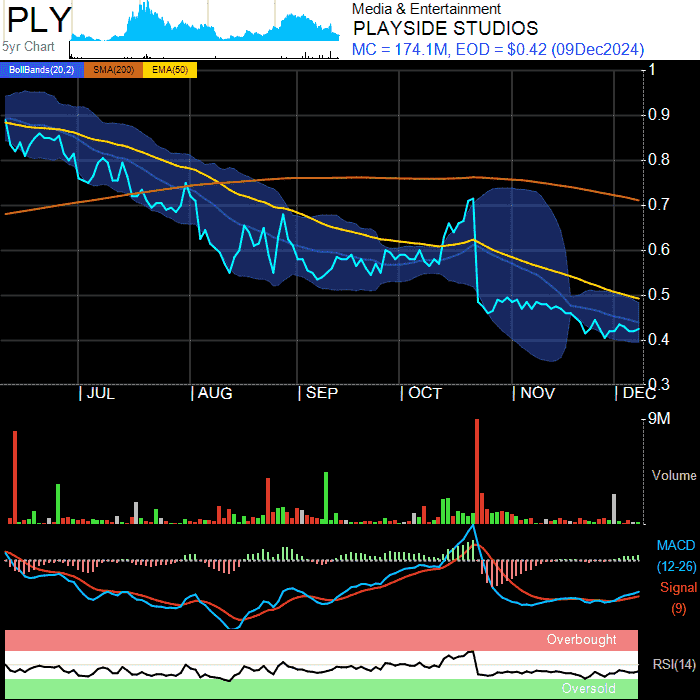 PLY
5yr Chart
Media & Entertainment
PLAYSIDE STUDIOS
MC = 174.1M, EOD = $0.42 (09Dec2024)
BollBands(20,2) SMA(200) EMA(50)
1
0.9
0.8
0.7
0.6
0.5
0.4
0.3
JUL AUG SEP OCT NOV DEC
9M
Volume
MACD
(12-26)
Signal
(9)
Overbought
RSI(14)
Oversold